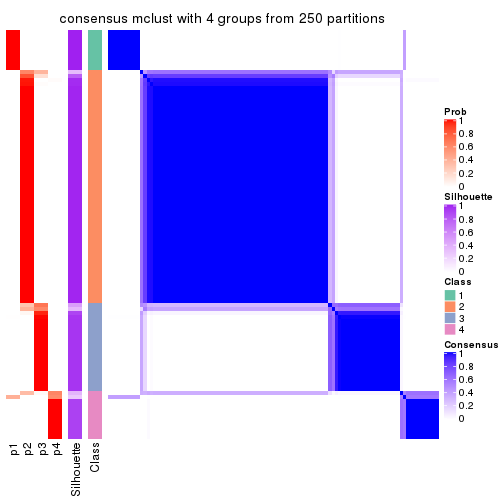 consensus mclust with 4 groups from 250 partitions
Prob
1
0.8
0.6
0.4
0.2
0
Silhouette
1
0.8
0.6
0.4
0.2
0
Class
1
2
3
4
Consensus
1
0.8
0.6
0.4
0.2
0
p1
p2
p3
p4
Silhouette
Class